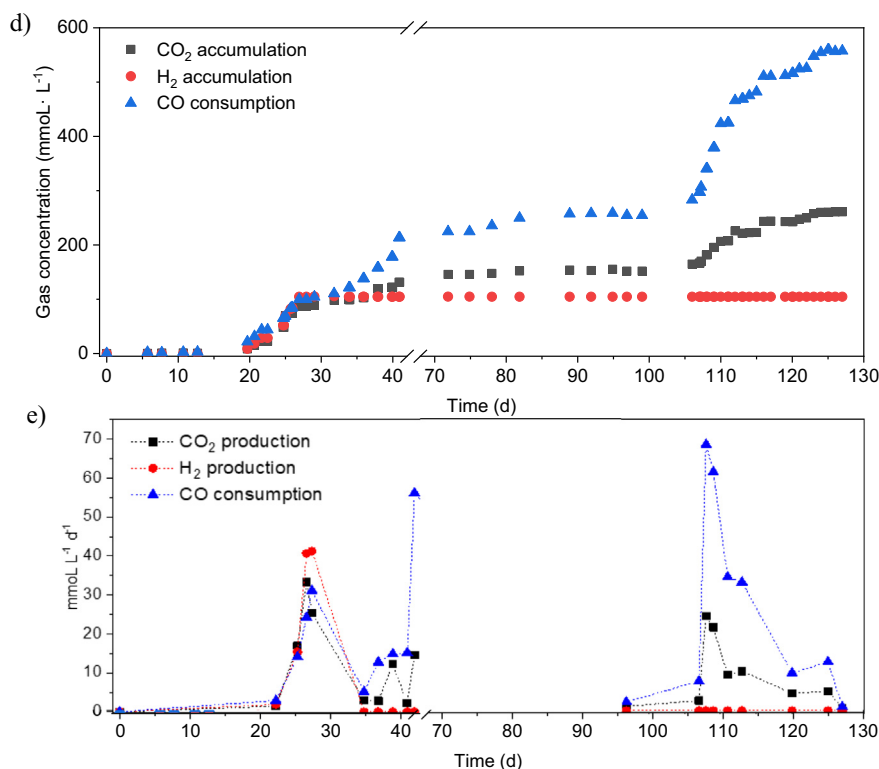 d)
600
400
200
0
Gas concentration (mmoL· L⁻¹)
CO₂ accumulation
H₂ accumulation
CO consumption
0 10 20 30 40 70 80 90 100 110 120 130
Time (d)
e)
70
60
50
40
30
20
10
0
mmoL L⁻¹ d⁻¹
CO₂ production
H₂ production
CO consumption
0 10 20 30 40 70 80 90 100 110 120 130
Time (d)